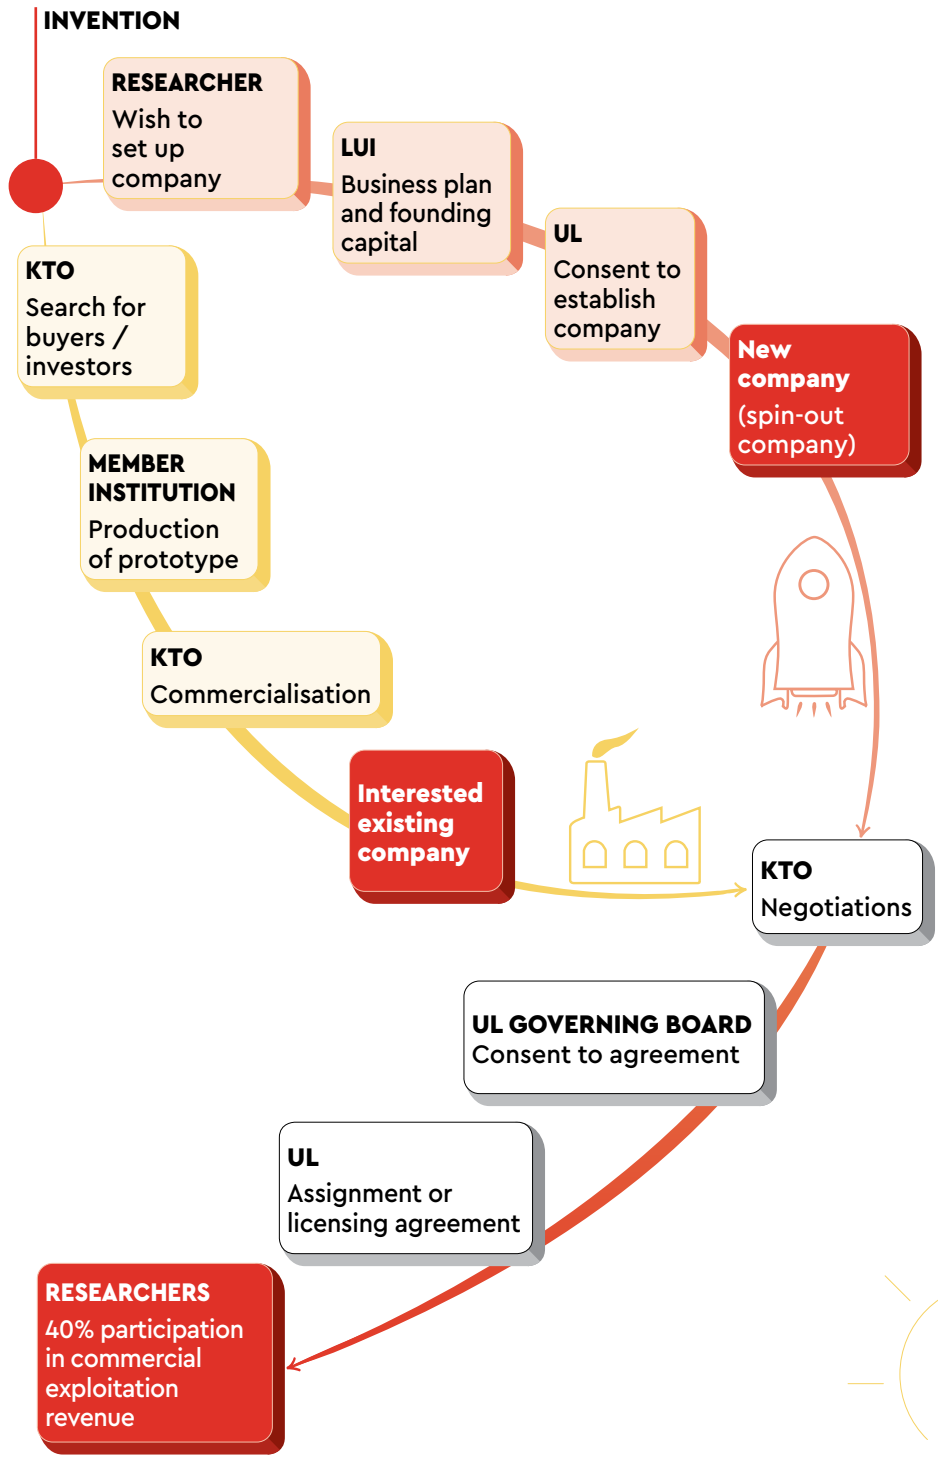 INVENTION
RESEARCHER
Wish to
set up
company
LUI
Business plan
and founding
capital
UL
Consent to
establish
company
New
company
(spin-out
company)
KTO
Search for
buyers /
investors
MEMBER
INSTITUTION
Production
of prototype
KTO
Commercialisation
Interested
existing
company
KTO
Negotiations
UL GOVERNING BOARD
Consent to agreement
UL
Assignment or
licensing agreement
RESEARCHERS
40% participation
in commercial
exploitation
revenue